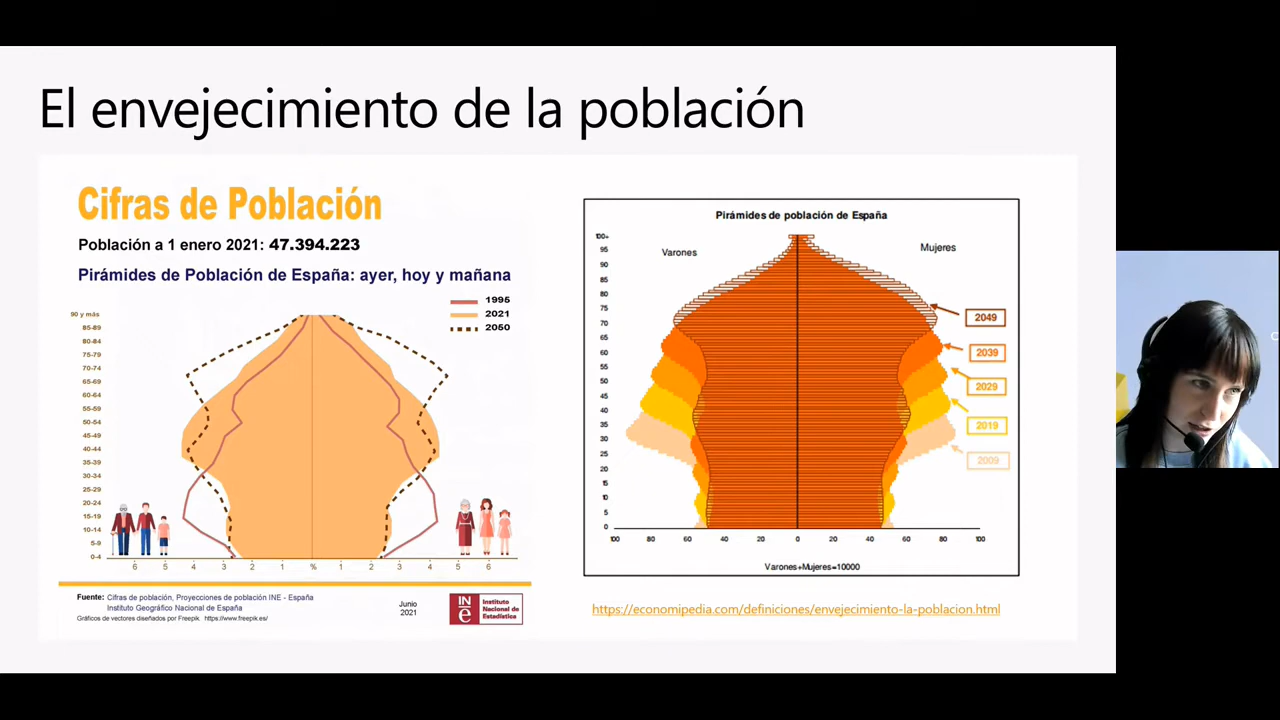 El envejecimiento de la población
Cifras de Población
Población a 1 enero 2021: 47.394.223
Pirámides de Población de España: ayer, hoy y mañana
1995
2021
2050
90 y más
85-89
80-84
75-79
70-74
65-69
60-64
55-59
50-54
45-49
40-44
35-39
30-34
25-29
20-24
15-19
10-14
5-9
0-4
6 5 4 3 2 1 % 1 2 3 4 5 6
Fuente: Cifras de población, Proyecciones de población INE - España
Instituto Geográfico Nacional de España
Gráficos de vectores diseñados por Freepik. https://www.freepik.es/
Junio
2021
INe
Instituto
Nacional de
Estadística
Pirámides de población de España
Varones
Mujeres
100+
95
90
85
80
75
70
65
60
55
50
45
40
35
30
25
20
15
10
5
0
2049
2039
2029
2019
2009
100 80 60 40 20 0 20 40 60 80 100
Varones+Mujeres=10000
https://economipedia.com/definiciones/envejecimiento-la-poblacion.html